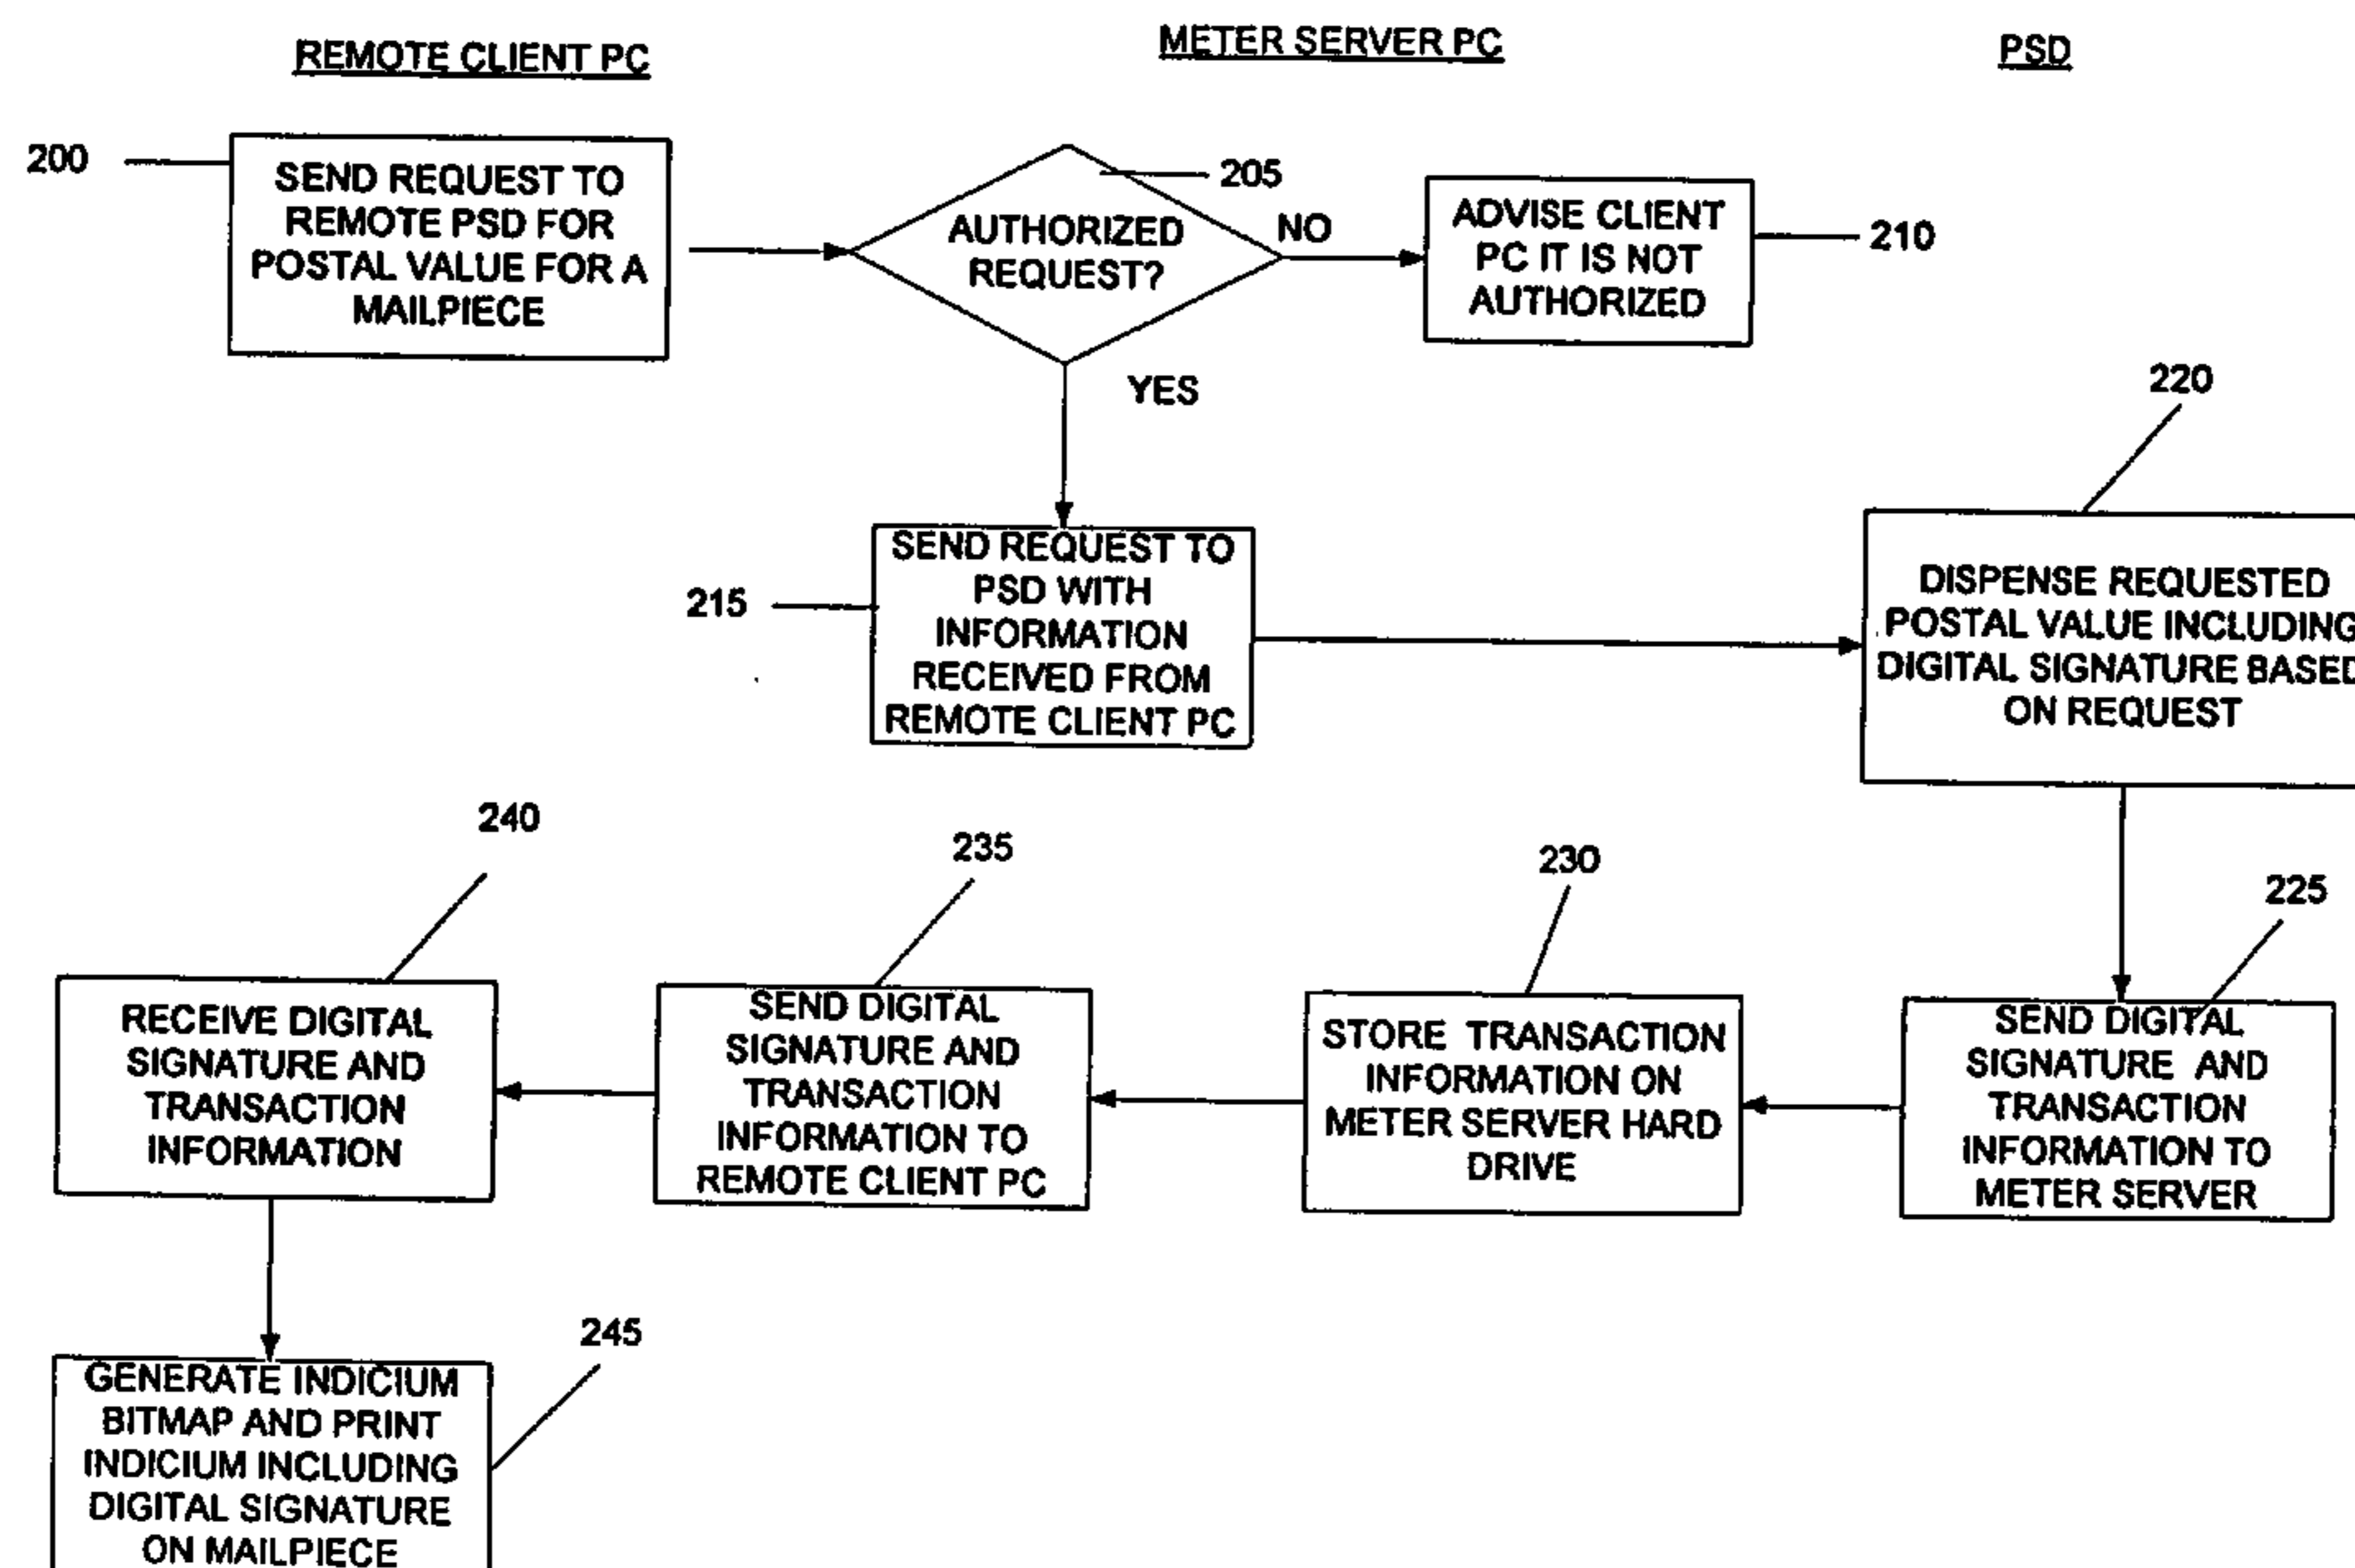 REMOTE CLIENT PC
METER SERVER PC
PSD
200
SEND REQUEST TO
REMOTE PSD FOR
POSTAL VALUE FOR A
MAILPIECE
205
AUTHORIZED
REQUEST?
NO
ADVISE CLIENT
PC IT IS NOT
AUTHORIZED
210
YES
215
SEND REQUEST TO
PSD WITH
INFORMATION
RECEIVED FROM
REMOTE CLIENT PC
220
DISPENSE REQUESTED
POSTAL VALUE INCLUDING
DIGITAL SIGNATURE BASED
ON REQUEST
225
SEND DIGITAL
SIGNATURE AND
TRANSACTION
INFORMATION TO
METER SERVER
230
STORE TRANSACTION
INFORMATION ON
METER SERVER HARD
DRIVE
235
SEND DIGITAL
SIGNATURE AND
TRANSACTION
INFORMATION TO
REMOTE CLIENT PC
240
RECEIVE DIGITAL
SIGNATURE AND
TRANSACTION
INFORMATION
245
GENERATE INDICIUM
BITMAP AND PRINT
INDICIUM INCLUDING
DIGITAL SIGNATURE
ON MAILPIECE